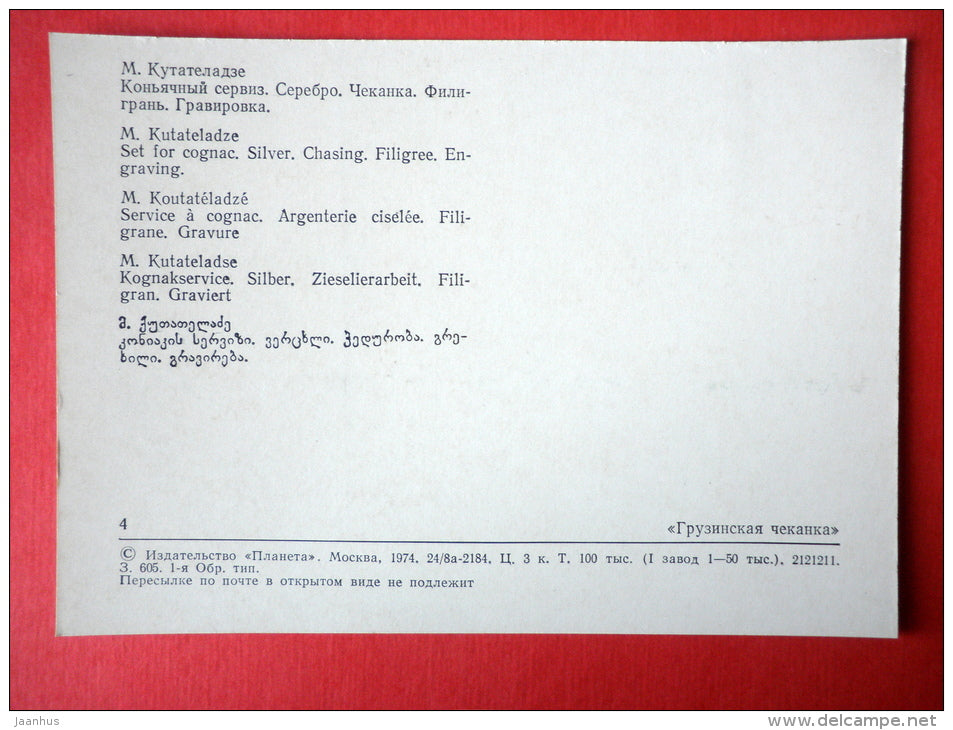 М. Кутателадзе
Коньячный сервиз. Серебро. Чеканка. Фили-
грань. Гравировка.
M. Kutateladze
Set for cognac. Silver. Chasing. Filigree. En-
graving.
M. Koutatéladzé
Service à cognac. Argenterie ciselée. Fili-
grane. Gravure
M. Kutateladse
Kognakservice. Silber. Zieselierarbeit. Fili-
gran. Graviert
მ. ქუთათელაძე
კონიაკის სერვიზი. ვერცხლი. ჭედურობა. გრე-
ხილი. გრავირება.
4
«Грузинская чеканка»
© Издательство «Планета». Москва, 1974. 24/8а-2184. Ц. 3 к. Т. 100 тыс. (I завод 1—50 тыс.). 2121211.
З. 605. 1-я Обр. тип.
Пересылке по почте в открытом виде не подлежит
jaanhus
delcampe.net